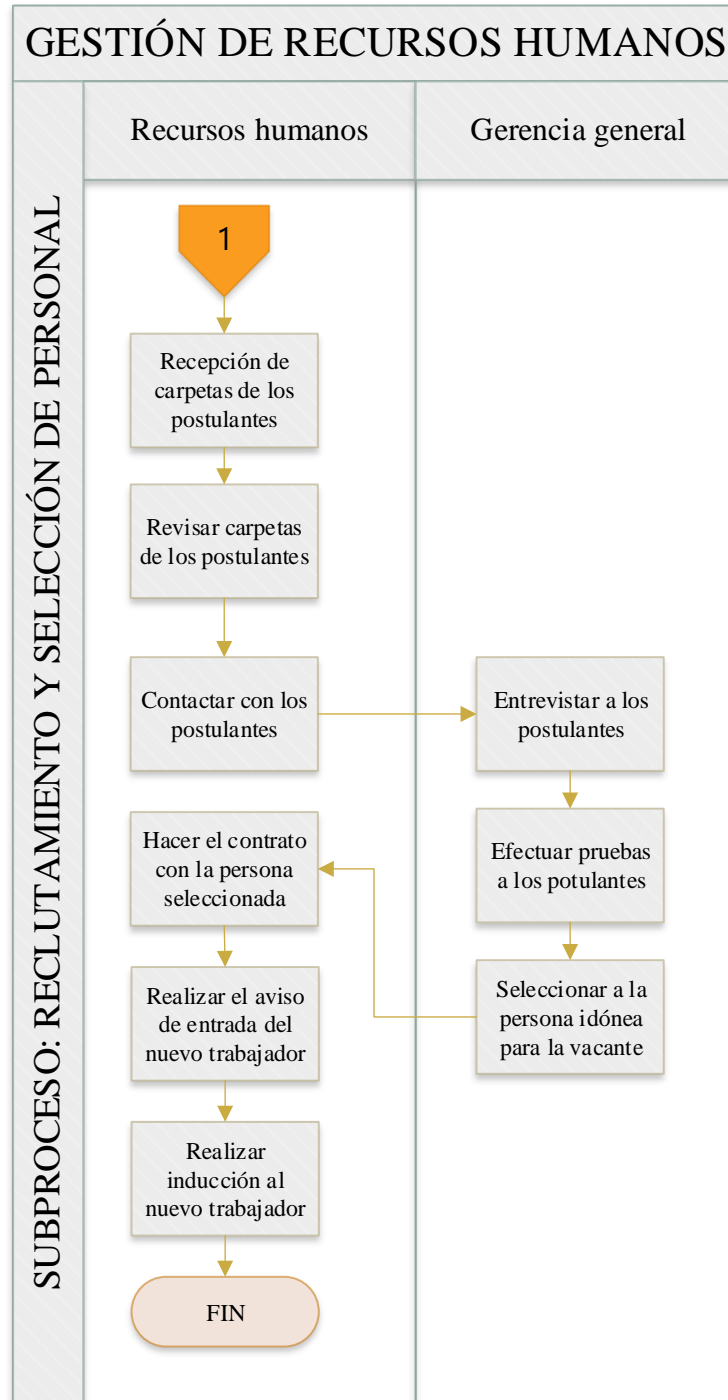 GESTIÓN DE RECURSOS HUMANOS
SUBPROCESO: RECLUTAMIENTO Y SELECCIÓN DE PERSONAL
Recursos humanos
Gerencia general
1
Recepción de
carpetas de los
postulantes
Revisar carpetas
de los postulantes
Contactar con los
postulantes
Entrevistar a los
postulantes
Efectuar pruebas
a los potulantes
Seleccionar a la
persona idónea
para la vacante
Hacer el contrato
con la persona
seleccionada
Realizar el aviso
de entrada del
nuevo trabajador
Realizar
inducción al
nuevo trabajador
FIN